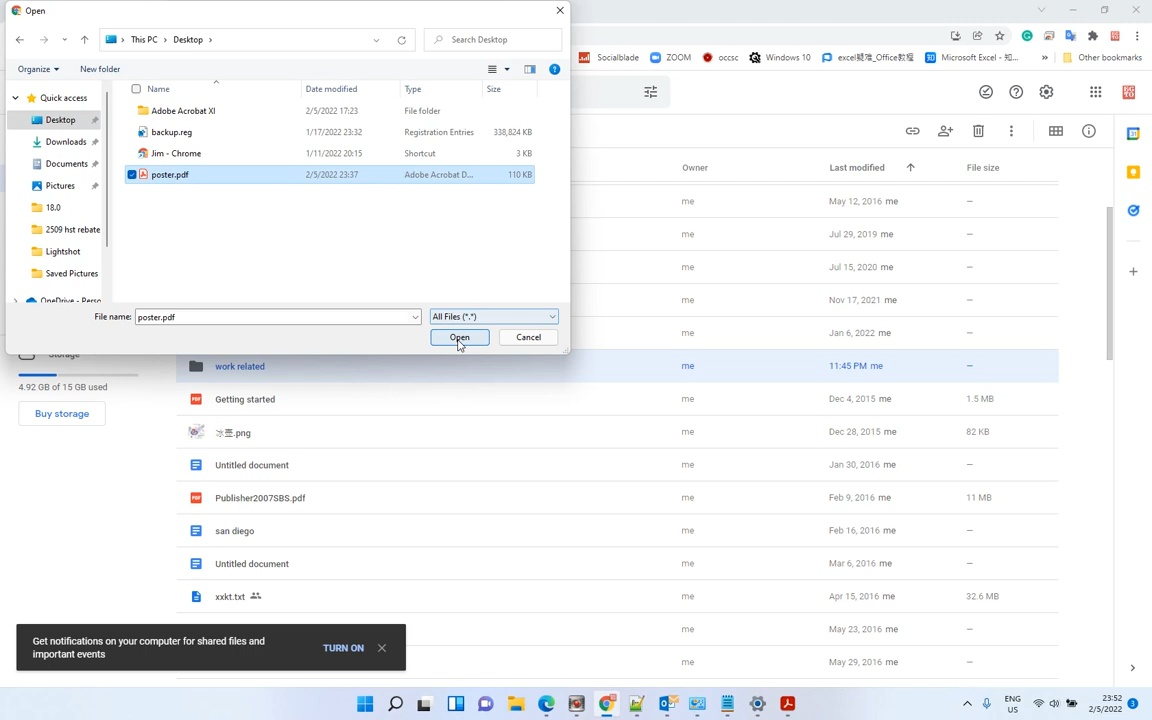 Open
This PC
Desktop
Search Desktop
Organize
New folder
Socialblade
ZOOM
occsc
Windows 10
Microsoft Excel - 知...
»
Other bookmarks
Quick access
Desktop
Downloads
Documents
Pictures
18.0
2509 hst rebate
Lightshot
Saved Pictures
OneDrive - Perso
Name Date modified Type Size
Adobe Acrobat XI 2/5/2022 17:23 File folder
backup.reg 1/17/2022 23:32 Registration Entries 338,824 KB
Jim - Chrome 1/11/2022 20:15 Shortcut 3 KB
poster.pdf 2/5/2022 23:37 Adobe Acrobat D... 110 KB
File name: poster.pdf All Files (*.*)
Open Cancel
Owner Last modified File size
me May 12, 2016 me –
me Jul 29, 2019 me –
me Jul 15, 2020 me –
me Nov 17, 2021 me –
me Jan 6, 2022 me –
work related me 11:45 PM me –
Getting started me Dec 4, 2015 me 1.5 MB
冰壶.png me Dec 28, 2015 me 82 KB
Untitled document me Jan 30, 2016 me –
Publisher2007SBS.pdf me Feb 9, 2016 me 11 MB
san diego me Feb 16, 2016 me –
Untitled document me Mar 6, 2016 me –
xxkt.txt me Apr 15, 2016 me 32.6 MB
me May 23, 2016 me –
me May 29, 2016 me –
Storage
4.92 GB of 15 GB used
Buy storage
Get notifications on your computer for shared files and
important events
TURN ON
ENG
US
23:52
2/5/2022
3